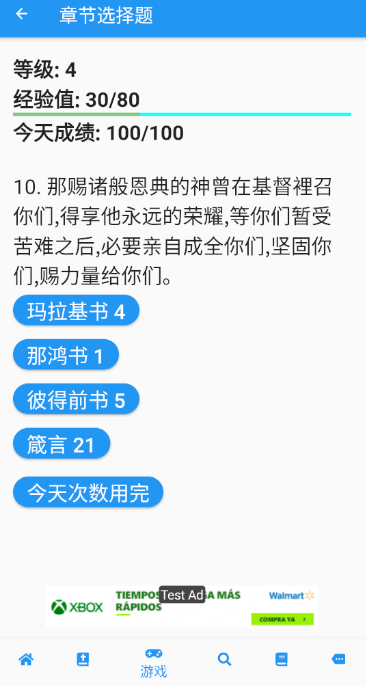 章节选择题
等级: 4
经验值: 30/80
今天成绩: 100/100
10. 那赐诸般恩典的神曾在基督裡召
你们,得享他永远的荣耀,等你们暂受
苦难之后,必要亲自成全你们,坚固你
们,赐力量给你们。
玛拉基书 4
那鸿书 1
彼得前书 5
箴言 21
今天次数用完
XBOX
TIEMPOS
GA MÁS
RÁPIDOS
Test Ad
Walmart
COMPRA YA
游戏